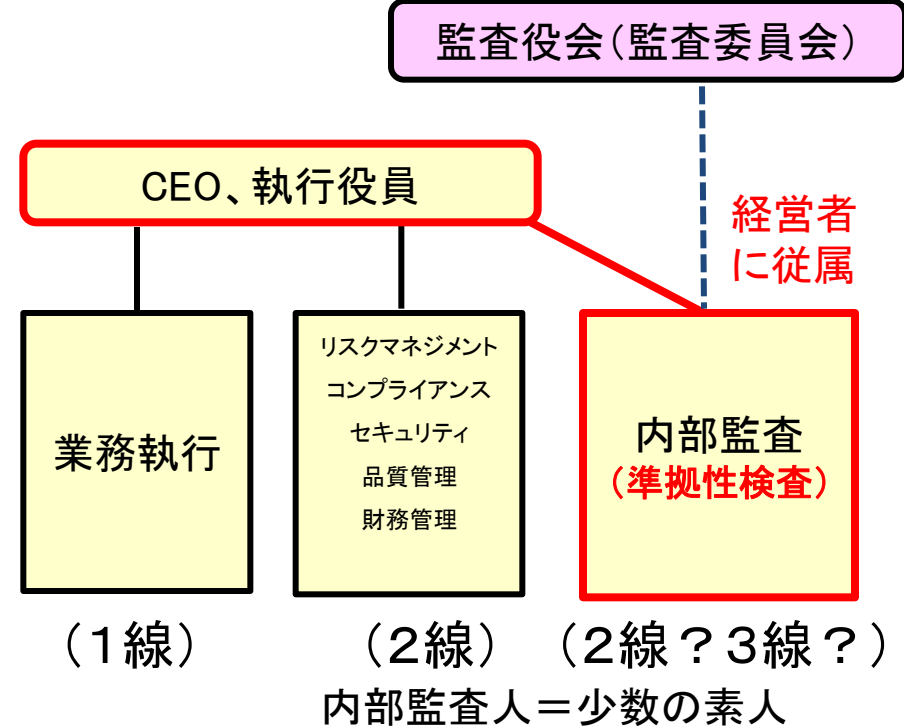 監査役会(監査委員会)
CEO、執行役員
経営者
に従属
業務執行
リスクマネジメント
コンプライアンス
セキュリティ
品質管理
財務管理
内部監査
(準拠性検査)
(1線)
(2線)
(2線?3線?)
内部監査人=少数の素人